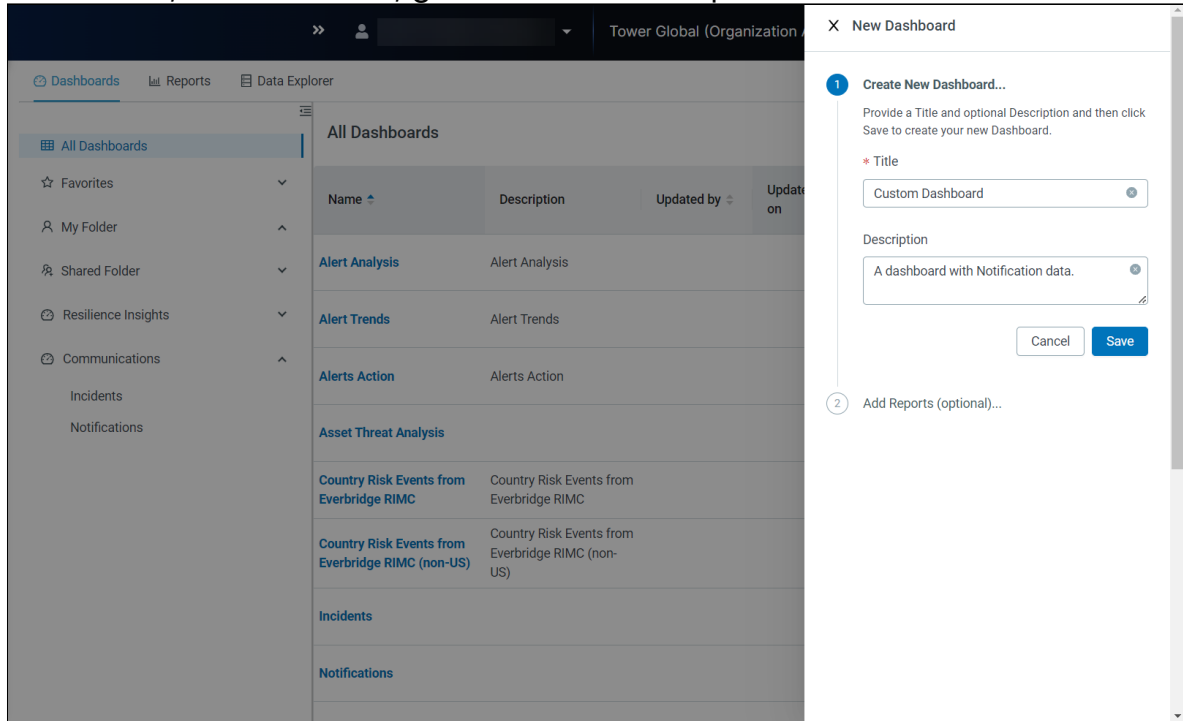 Tower Global (Organization A
Dashboards
Reports
Data Explorer
All Dashboards
Favorites
My Folder
Shared Folder
Resilience Insights
Communications
Incidents
Notifications
All Dashboards
Name
Description
Updated by
Update
on
Alert Analysis
Alert Analysis
Alert Trends
Alert Trends
Alerts Action
Alerts Action
Asset Threat Analysis
Country Risk Events from
Everbridge RIMC
Country Risk Events from
Everbridge RIMC
Country Risk Events from
Everbridge RIMC (non-US)
Country Risk Events from
Everbridge RIMC (non-
US)
Incidents
Notifications
X New Dashboard
1 Create New Dashboard...
Provide a Title and optional Description and then click
Save to create your new Dashboard.
* Title
Custom Dashboard
Description
A dashboard with Notification data.
Cancel
Save
2 Add Reports (optional)...